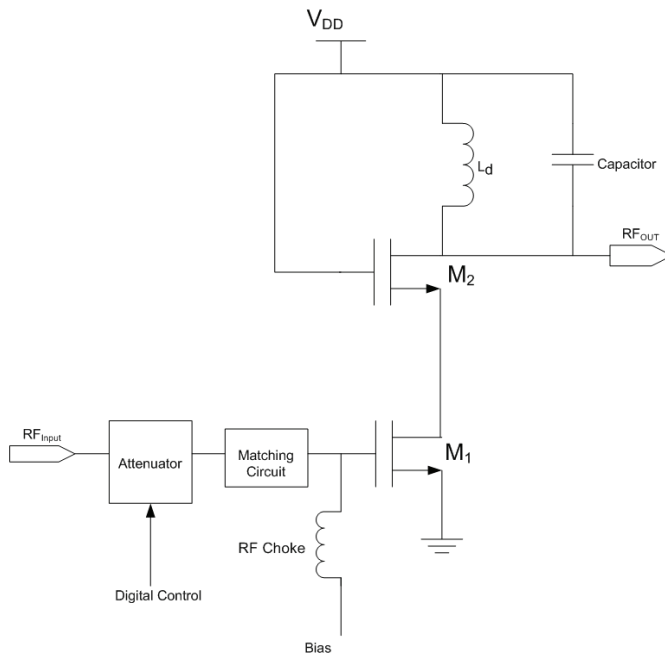 VDD
Ld
Capacitor
RFOUT
M2
RFInput
Attenuator
Matching
Circuit
M1
RF Choke
Digital Control
Bias